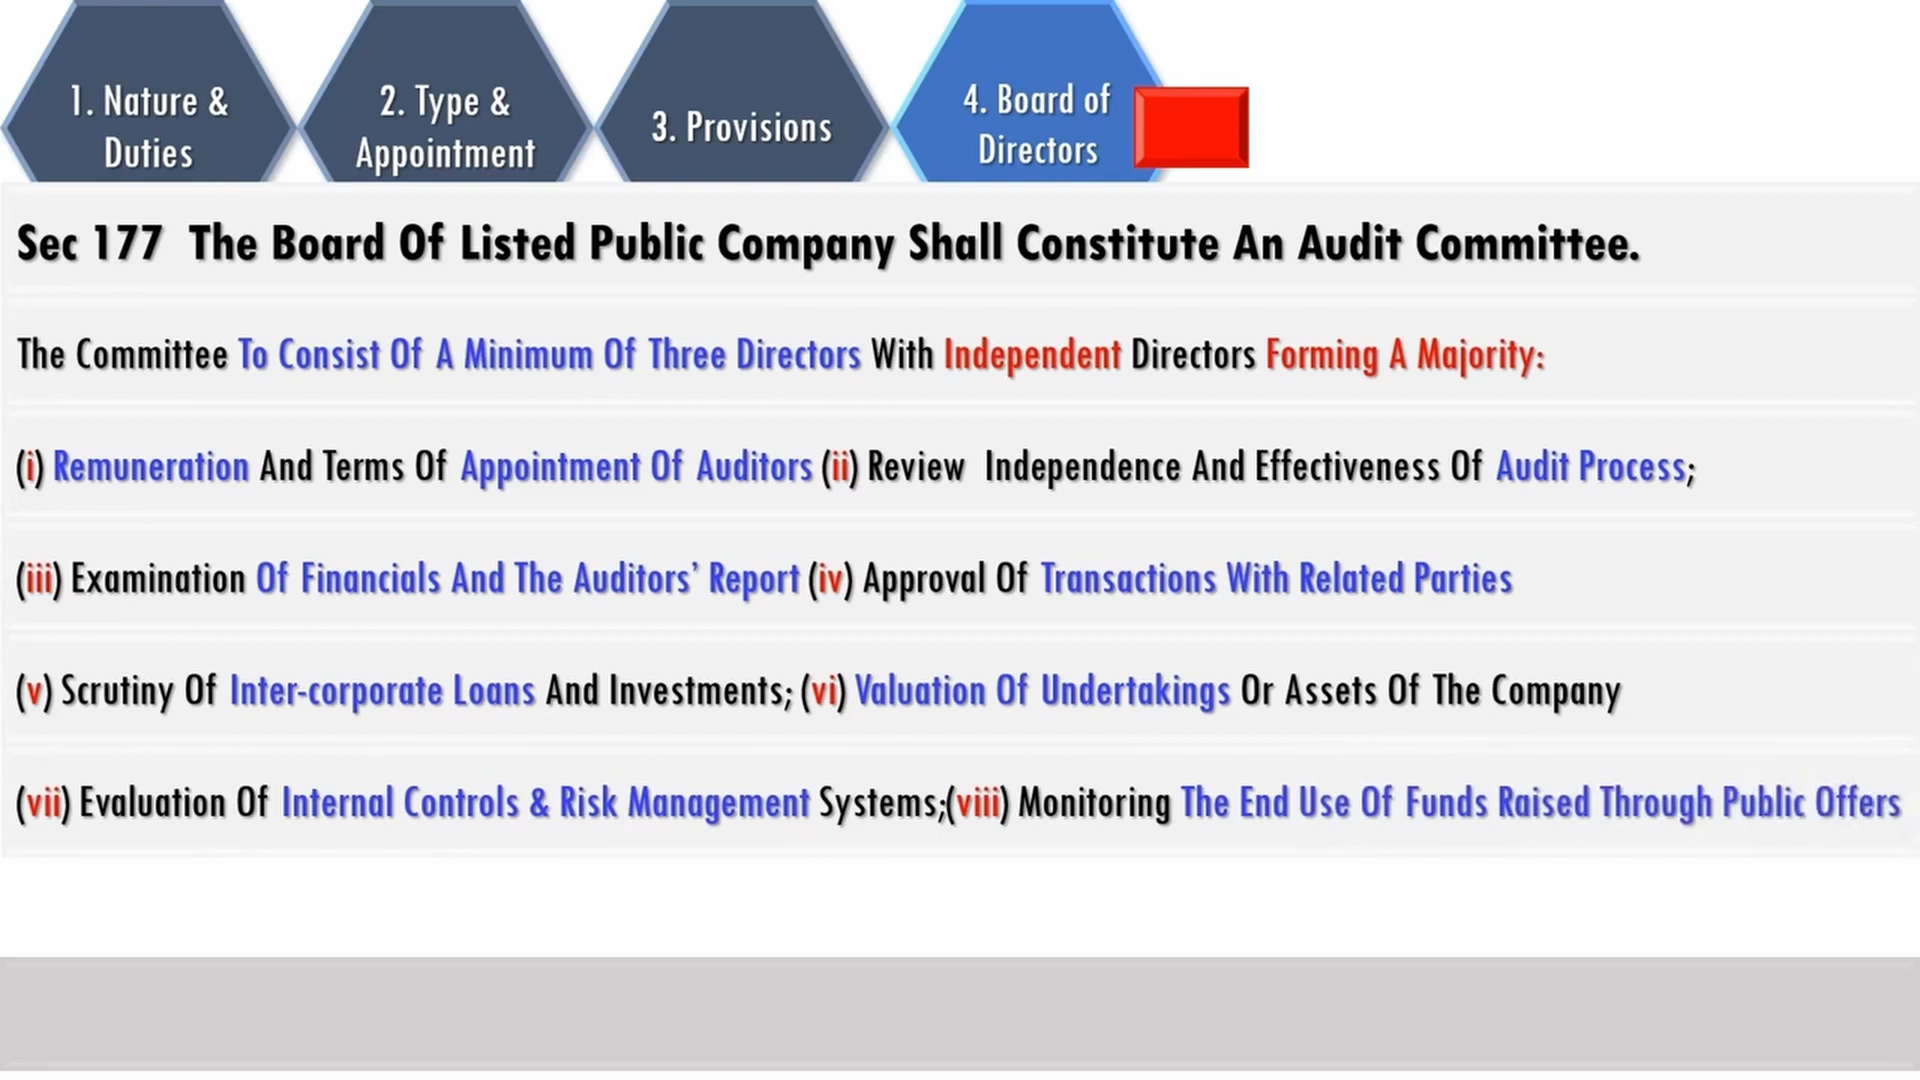 1. Nature &
Duties
2. Type &
Appointment
3. Provisions
4. Board of
Directors
Sec 177 The Board Of Listed Public Company Shall Constitute An Audit Committee.
The Committee To Consist Of A Minimum Of Three Directors With Independent Directors Forming A Majority:
(i) Remuneration And Terms Of Appointment Of Auditors (ii) Review Independence And Effectiveness Of Audit Process;
(iii) Examination Of Financials And The Auditors’ Report (iv) Approval Of Transactions With Related Parties
(v) Scrutiny Of Inter-corporate Loans And Investments; (vi) Valuation Of Undertakings Or Assets Of The Company
(vii) Evaluation Of Internal Controls & Risk Management Systems;(viii) Monitoring The End Use Of Funds Raised Through Public Offers